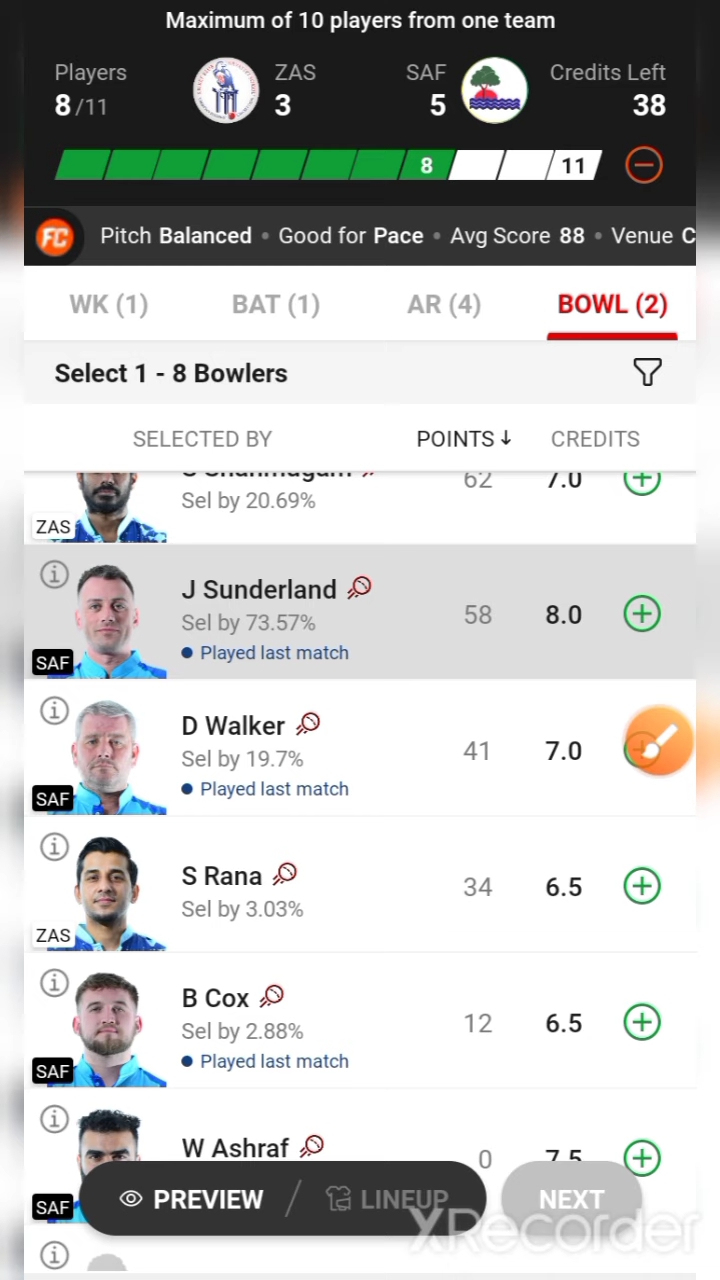 Maximum of 10 players from one team
Players ZAS SAF Credits Left
8/11 3 5 38
8 11
FC Pitch Balanced • Good for Pace • Avg Score 88 • Venue C
WK (1) BAT (1) AR (4) BOWL (2)
Select 1 - 8 Bowlers
SELECTED BY POINTS↓ CREDITS
62 7.0
Sel by 20.69%
ZAS
J Sunderland
Sel by 73.57% 58 8.0
SAF • Played last match
D Walker
Sel by 19.7% 41 7.0
SAF • Played last match
S Rana 34 6.5
Sel by 3.03%
ZAS
B Cox
Sel by 2.88% 12 6.5
SAF • Played last match
W Ashraf 0 7.5
SAF PREVIEW / LINEUP NEXT
XRecorder